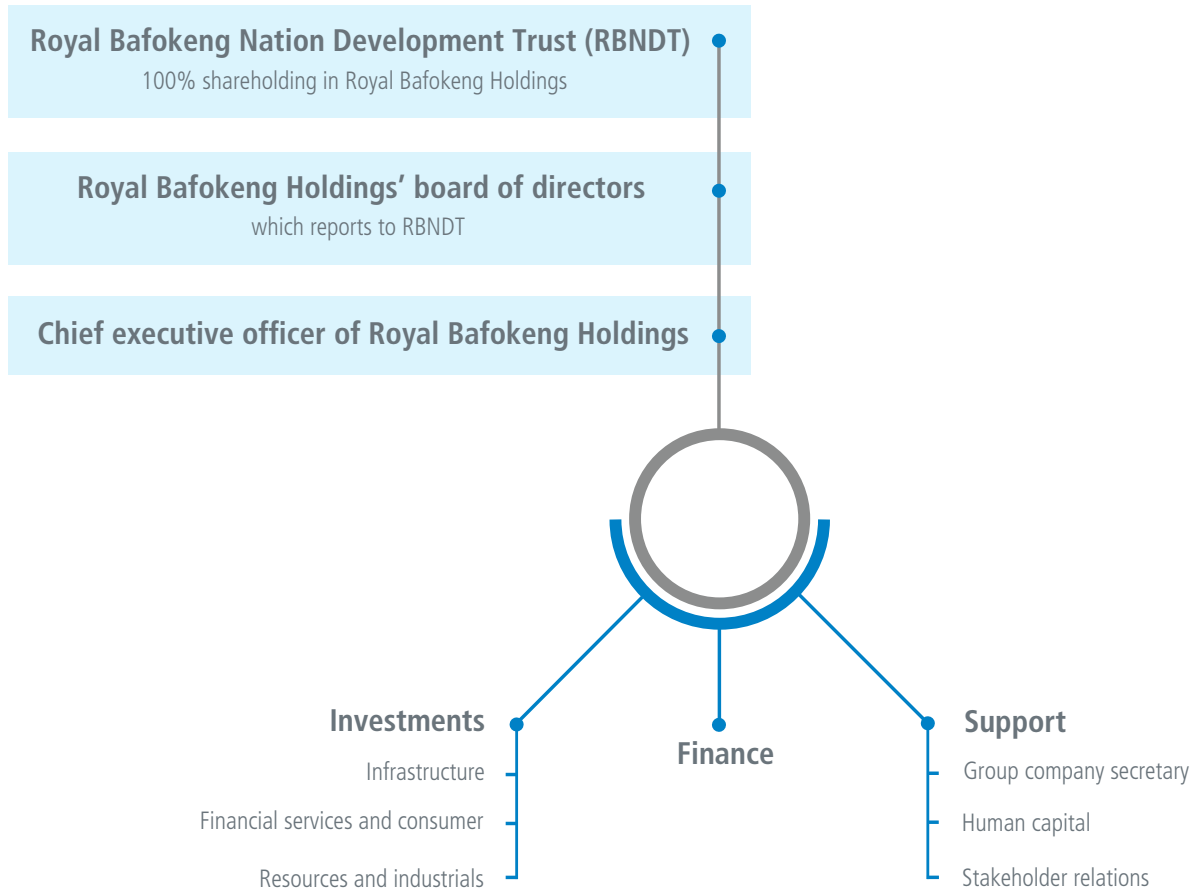 Royal Bafokeng Nation Development Trust (RBNDT)
100% shareholding in Royal Bafokeng Holdings
Royal Bafokeng Holdings’ board of directors
which reports to RBNDT
Chief executive officer of Royal Bafokeng Holdings
Investments
Infrastructure
Financial services and consumer
Resources and industrials
Finance
Support
Group company secretary
Human capital
Stakeholder relations